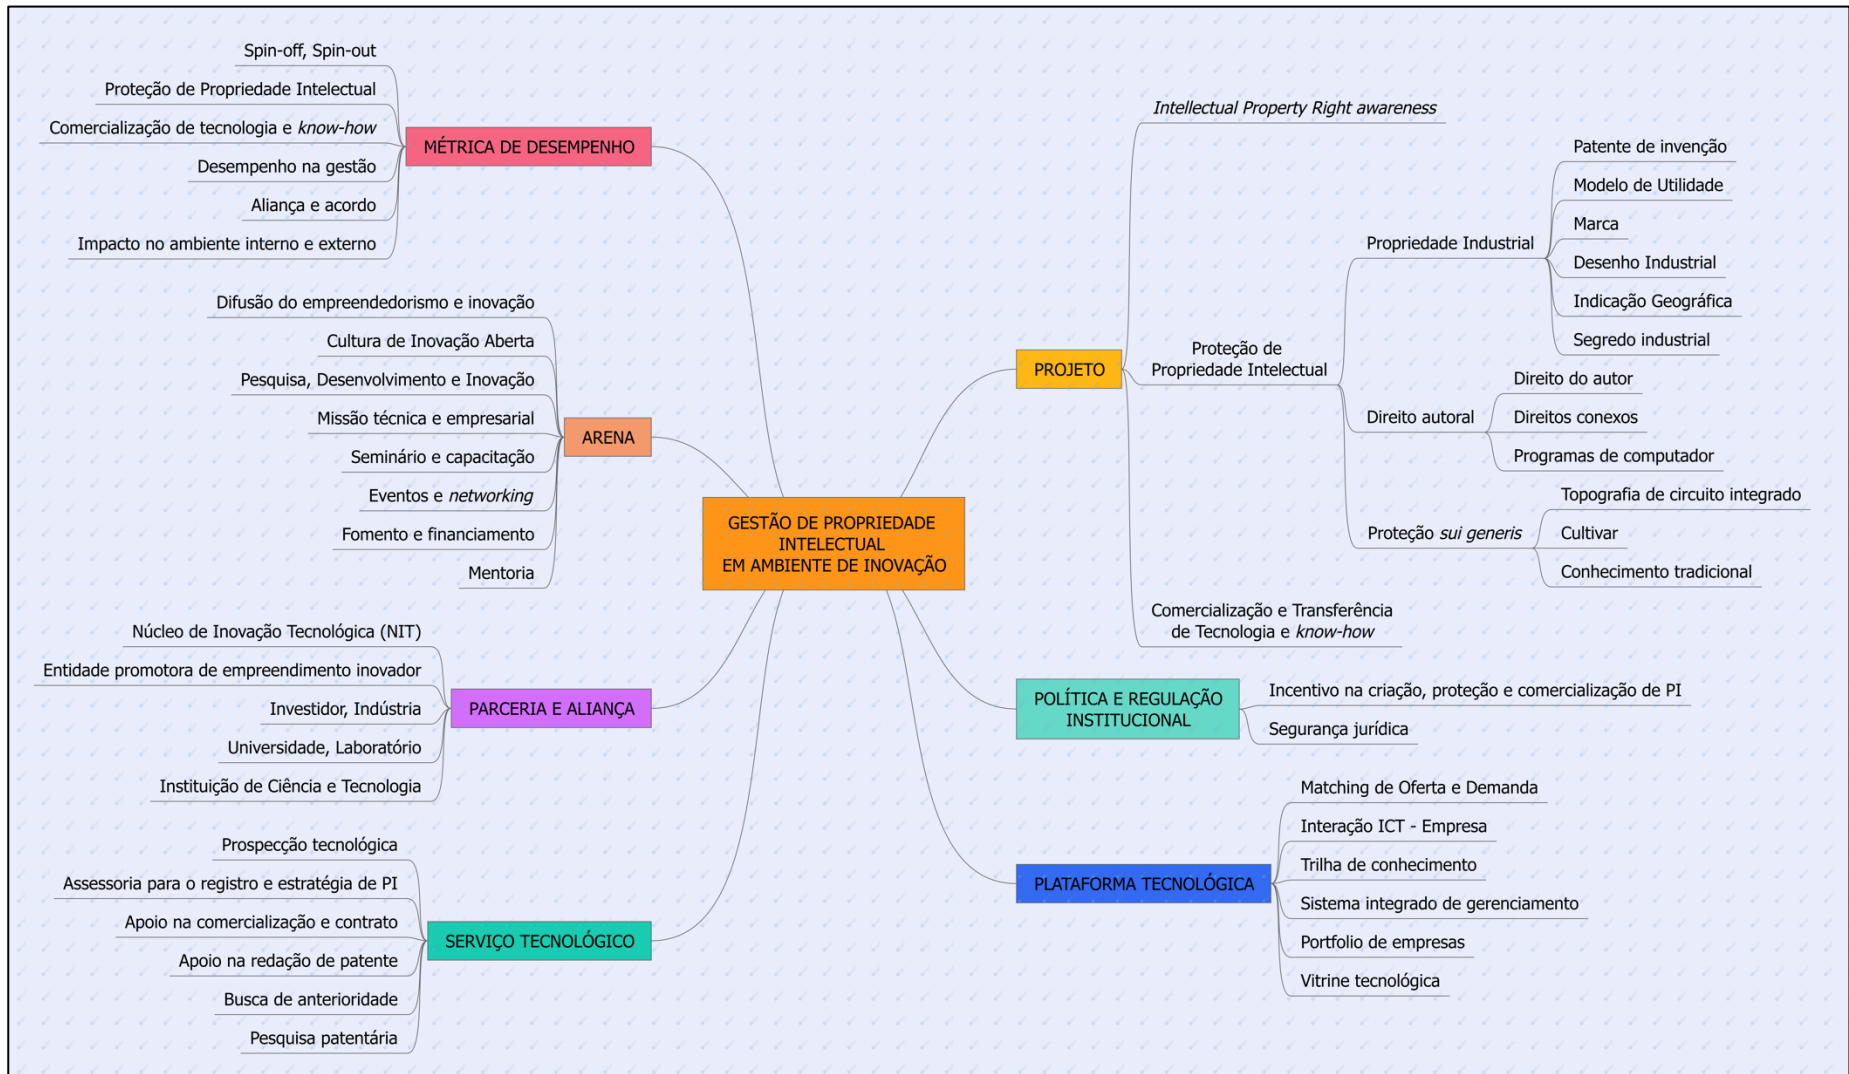 GESTÃO DE PROPRIEDADE
INTELECTUAL
EM AMBIENTE DE INOVAÇÃO
MÉTRICA DE DESEMPENHO
Spin-off, Spin-out
Proteção de Propriedade Intelectual
Comercialização de tecnologia e know-how
Desempenho na gestão
Aliança e acordo
Impacto no ambiente interno e externo
ARENA
Difusão do empreendedorismo e inovação
Cultura de Inovação Aberta
Pesquisa, Desenvolvimento e Inovação
Missão técnica e empresarial
Seminário e capacitação
Eventos e networking
Fomento e financiamento
Mentoria
PARCERIA E ALIANÇA
Núcleo de Inovação Tecnológica (NIT)
Entidade promotora de empreendimento inovador
Investidor, Indústria
Universidade, Laboratório
Instituição de Ciência e Tecnologia
SERVIÇO TECNOLÓGICO
Prospecção tecnológica
Assessoria para o registro e estratégia de PI
Apoio na comercialização e contrato
Apoio na redação de patente
Busca de anterioridade
Pesquisa patentária
PROJETO
Intellectual Property Right awareness
Proteção de
Propriedade Intelectual
Propriedade Industrial
Patente de invenção
Modelo de Utilidade
Marca
Desenho Industrial
Indicação Geográfica
Segredo industrial
Direito autoral
Direito do autor
Direitos conexos
Programas de computador
Proteção sui generis
Topografia de circuito integrado
Cultivar
Conhecimento tradicional
Comercialização e Transferência
de Tecnologia e know-how
POLÍTICA E REGULAÇÃO
INSTITUCIONAL
Incentivo na criação, proteção e comercialização de PI
Segurança jurídica
PLATAFORMA TECNOLÓGICA
Matching de Oferta e Demanda
Interação ICT - Empresa
Trilha de conhecimento
Sistema integrado de gerenciamento
Portfolio de empresas
Vitrine tecnológica